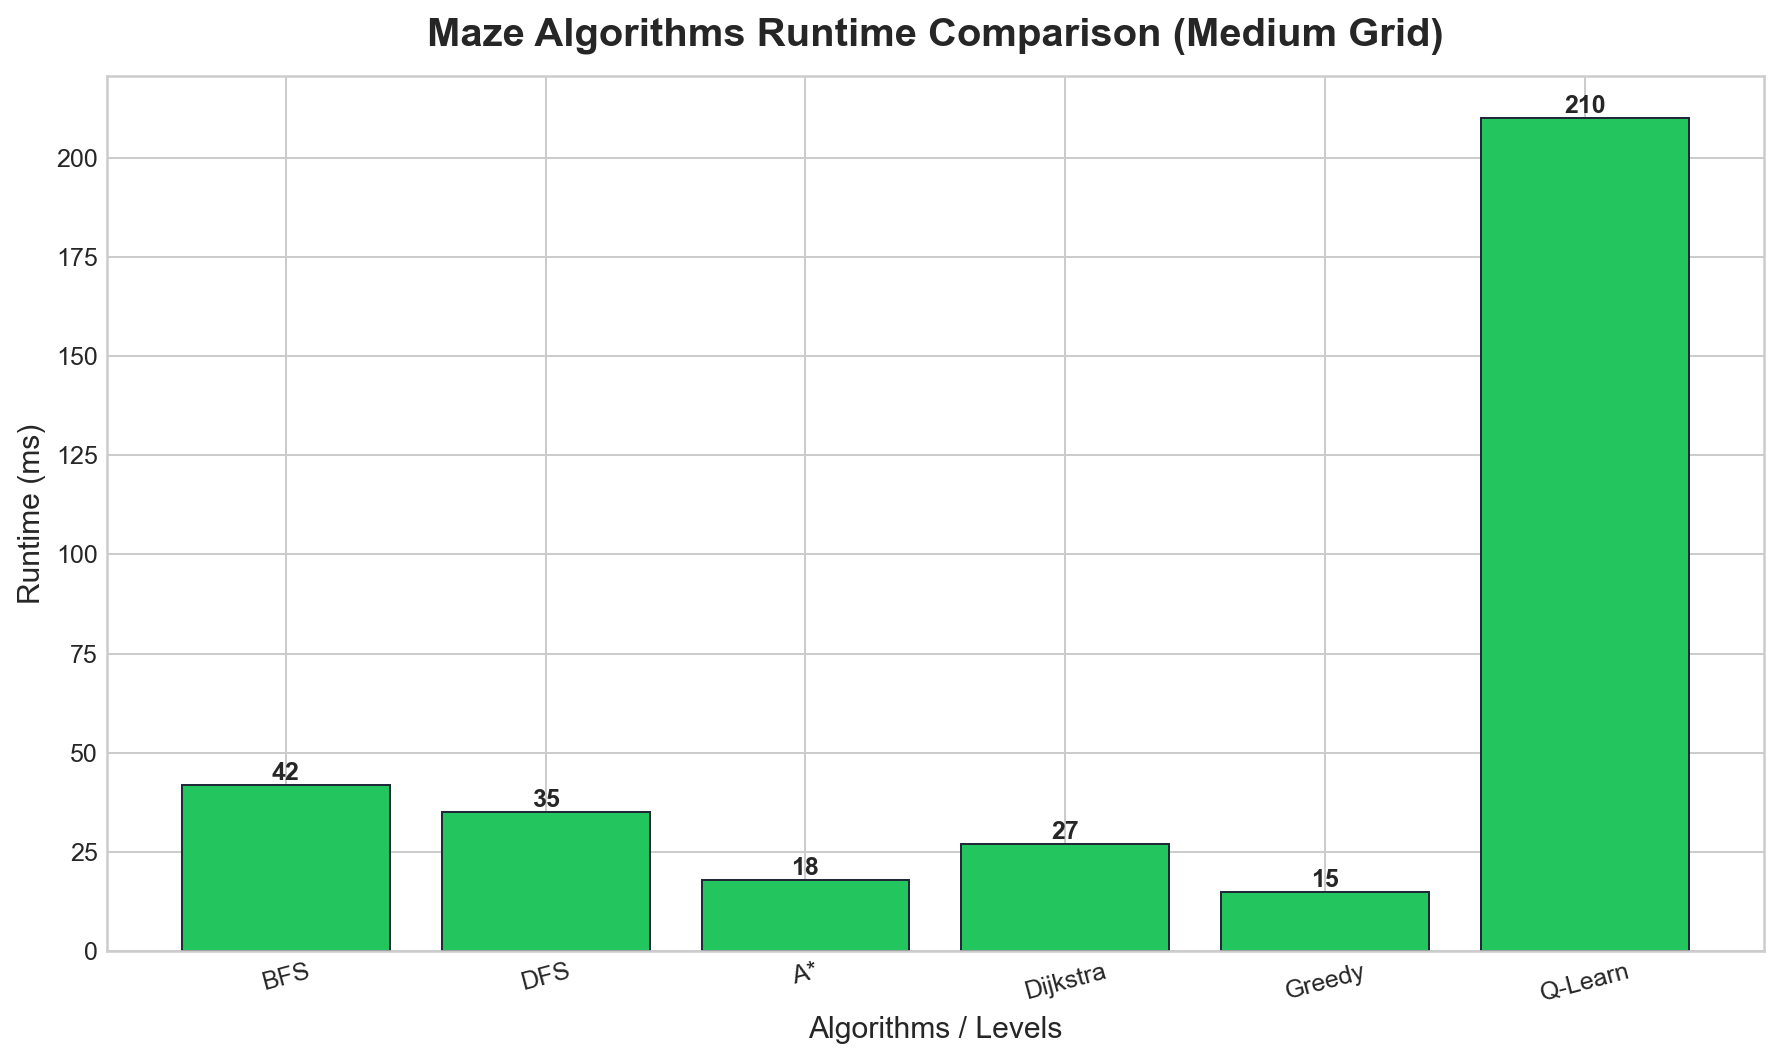 Maze Algorithms Runtime Comparison (Medium Grid)
Runtime (ms)
200
175
150
125
100
75
50
25
0
42
35
18
27
15
210
BFS
DFS
A*
Dijkstra
Greedy
Q-Learn
Algorithms / Levels